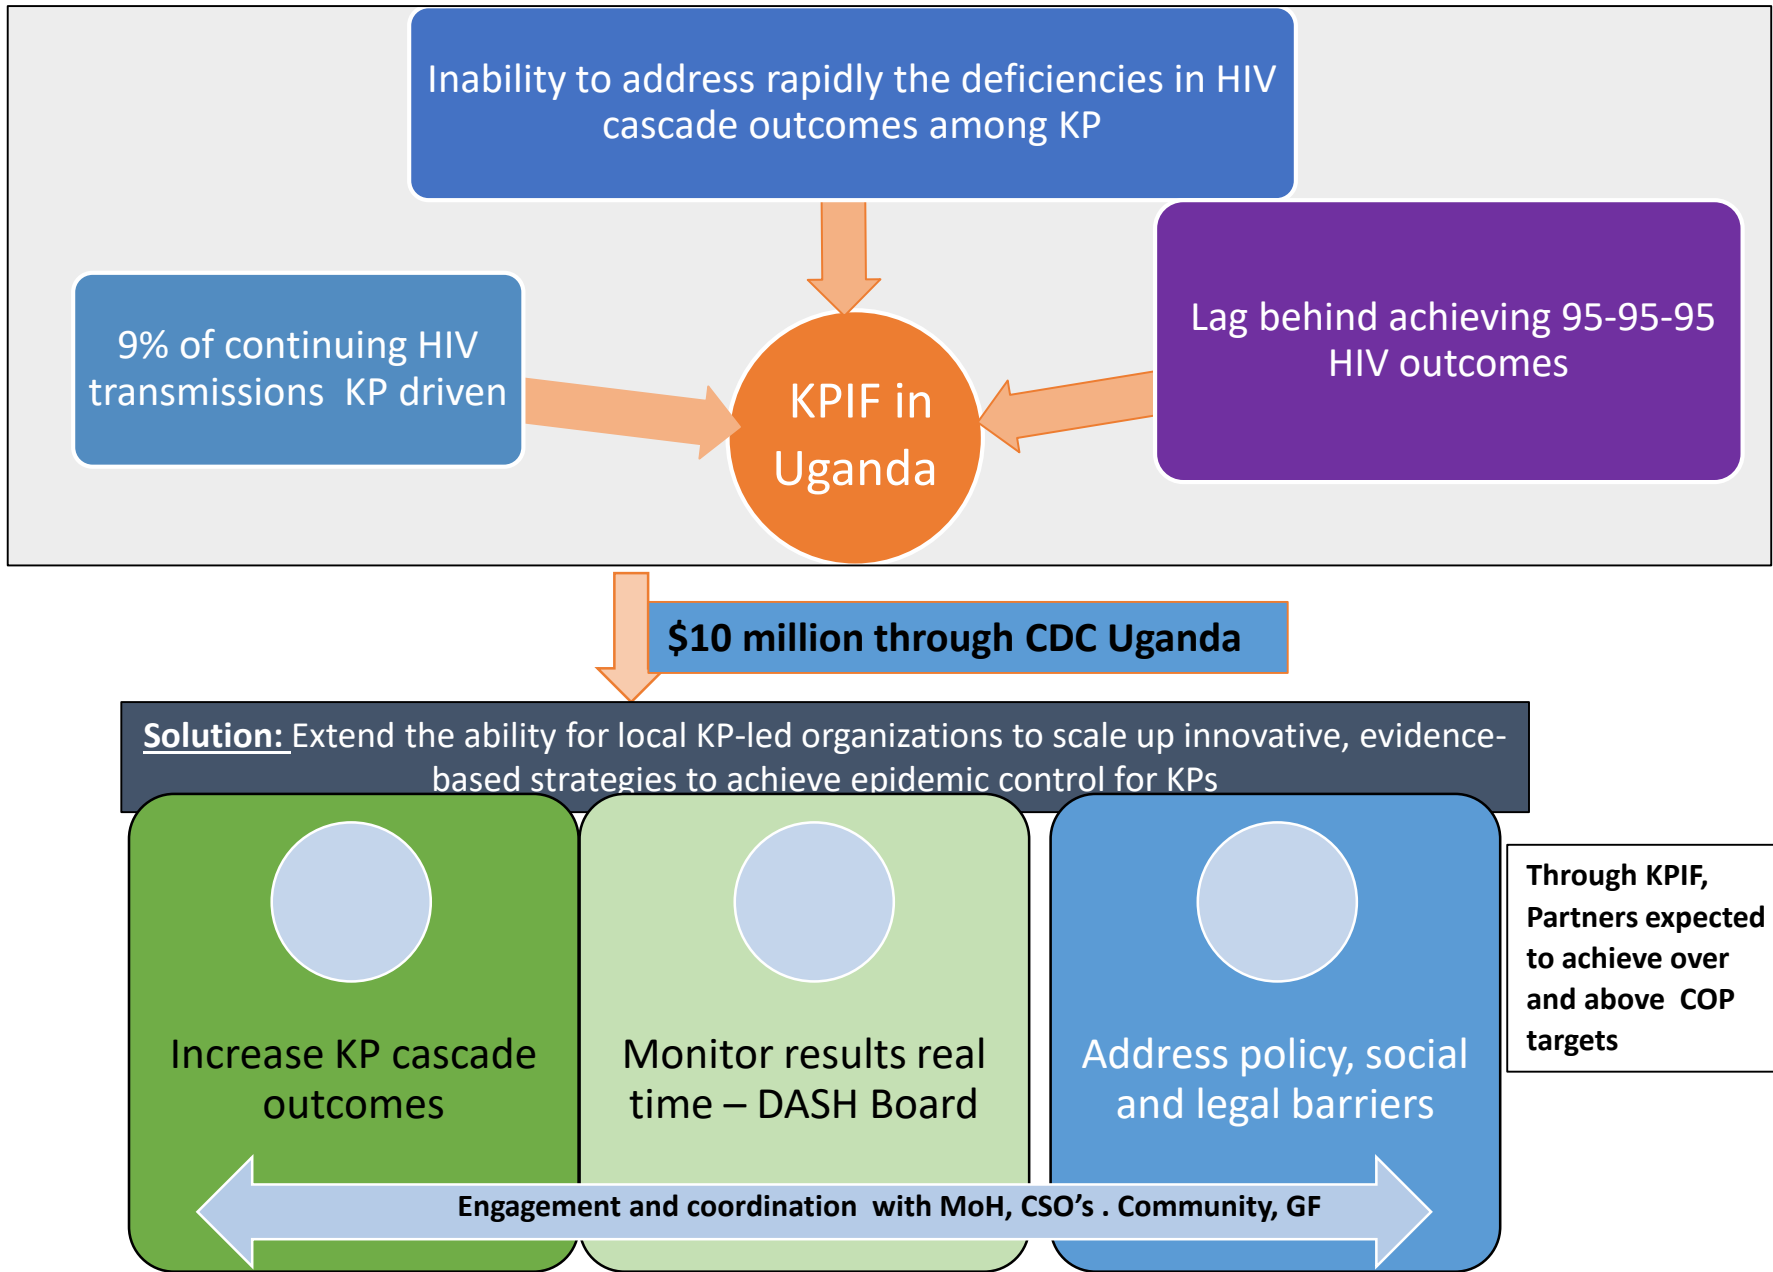 Inability to address rapidly the deficiencies in HIV
cascade outcomes among KP
9% of continuing HIV
transmissions KP driven
Lag behind achieving 95-95-95
HIV outcomes
KPIF in
Uganda
$10 million through CDC Uganda
Solution: Extend the ability for local KP-led organizations to scale up innovative, evidence-
based strategies to achieve epidemic control for KPs
Increase KP cascade
outcomes
Monitor results real
time – DASH Board
Address policy, social
and legal barriers
Through KPIF,
Partners expected
to achieve over
and above COP
targets
Engagement and coordination with MoH, CSO's . Community, GF